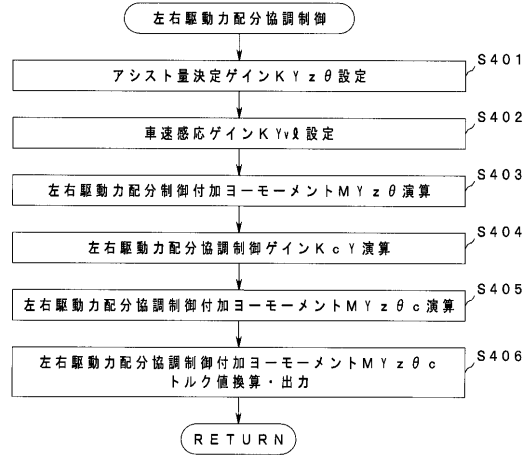 左右駆動力配分協調制御
S401
アシスト量決定ゲインKYzθ設定
S402
車速感応ゲインKYvl設定
S403
左右駆動力配分制御付加ヨーモーメントMYzθ演算
S404
左右駆動力配分協調制御ゲインKcY演算
S405
左右駆動力配分協調制御付加ヨーモーメントMYzθc演算
S406
左右駆動力配分協調制御付加ヨーモーメントMYzθc
トルク値換算・出力
RETURN